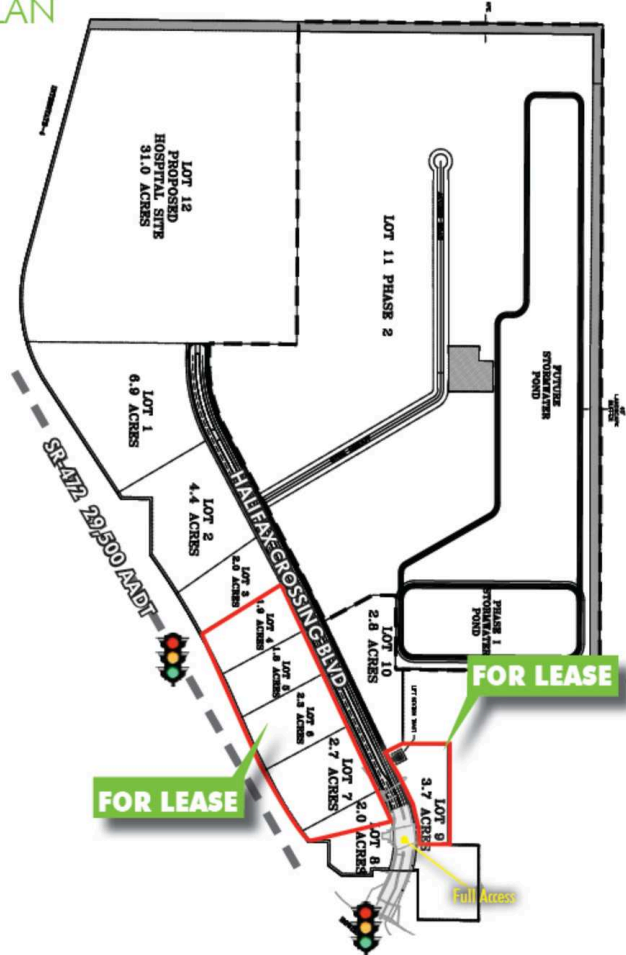 LAN
LOT 12
PROPOSED
HOSPITAL SITE
31.0 ACRES
LOT 11 PHASE 2
FUTURE
STORMWATER
POND
LOT 1
6.9 ACRES
LOT 2
4.4 ACRES
HALIFAX CROSSING BLVD
SR-472 29,500 AADT
LOT 3
2.0 ACRES
LOT 4
1.9 ACRES
LOT 5
1.8 ACRES
LOT 6
2.3 ACRES
LOT 7
2.7 ACRES
LOT 8
2.0 ACRES
LOT 10
2.8 ACRES
PHASE I
STORMWATER
POND
FOR LEASE
LOT 9
3.7 ACRES
FOR LEASE
Full Access